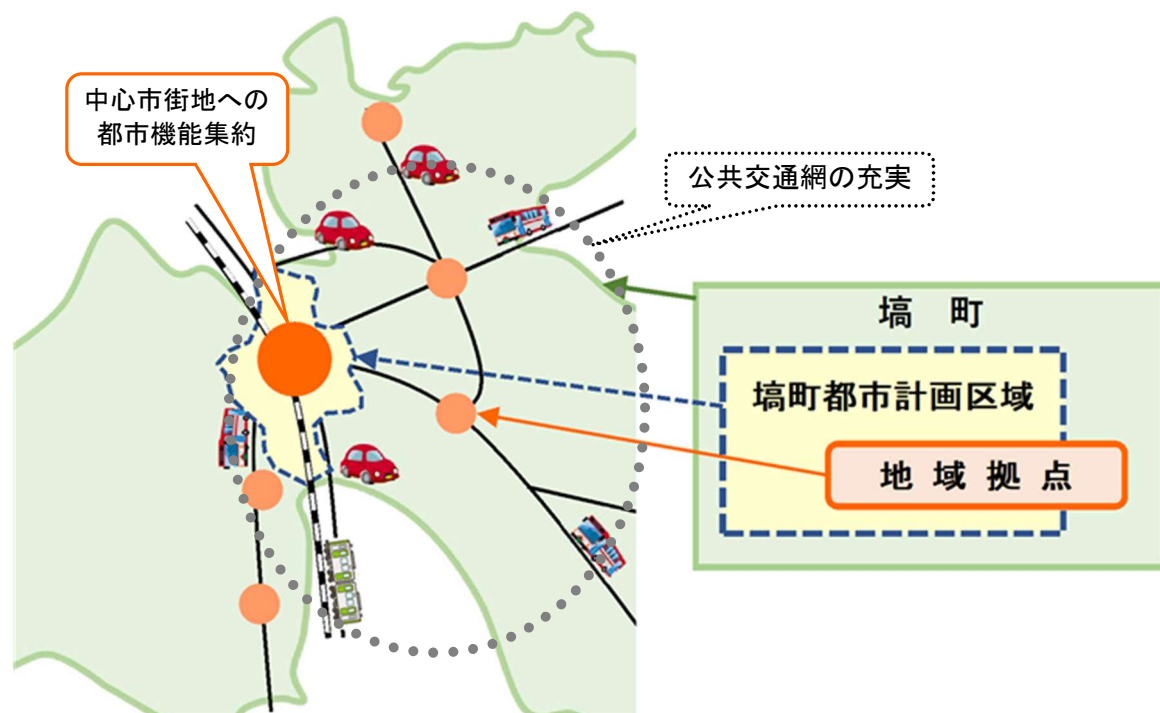 中心市街地への
都市機能集約
公共交通網の充実
塙　町
塙町都市計画区域
地 域 拠 点